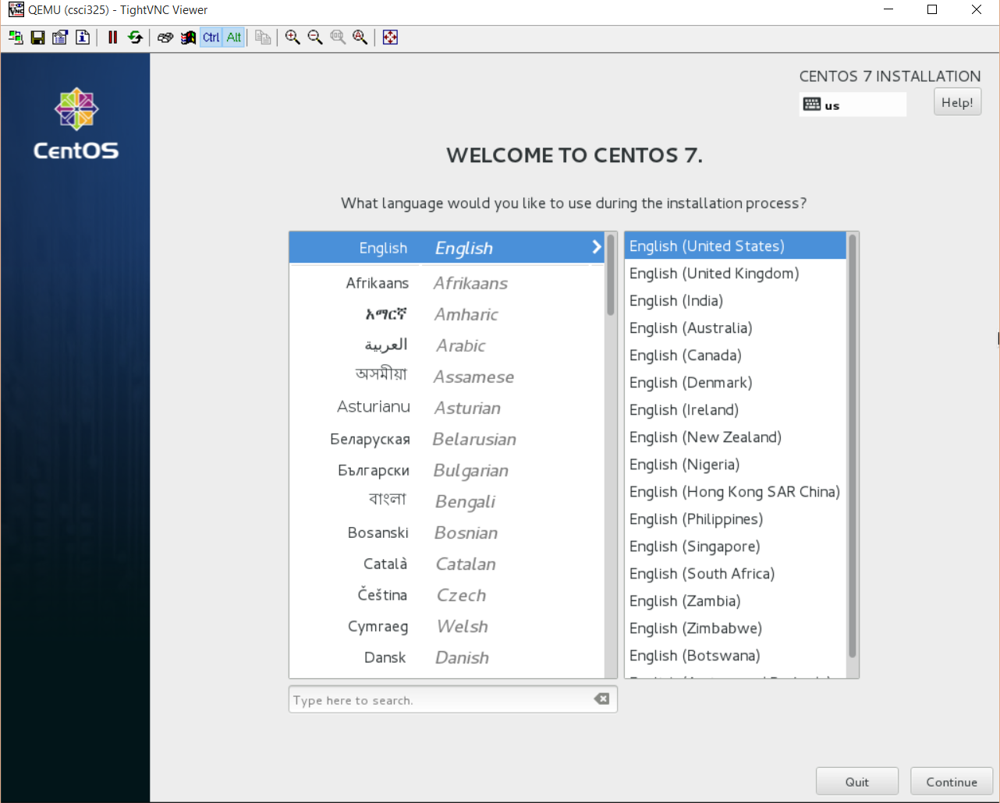 QEMU (csci325) - TightVNC Viewer
Ctrl Alt
CentOS
CENTOS 7 INSTALLATION
us
Help!
WELCOME TO CENTOS 7.
What language would you like to use during the installation process?
English English
Afrikaans Afrikaans
አማርኛ Amharic
العربية Arabic
অসমীয়া Assamese
Asturianu Asturian
Беларуская Belarusian
Български Bulgarian
বাংলা Bengali
Bosanski Bosnian
Català Catalan
Čeština Czech
Cymraeg Welsh
Dansk Danish
Type here to search.
English (United States)
English (United Kingdom)
English (India)
English (Australia)
English (Canada)
English (Denmark)
English (Ireland)
English (New Zealand)
English (Nigeria)
English (Hong Kong SAR China)
English (Philippines)
English (Singapore)
English (South Africa)
English (Zambia)
English (Zimbabwe)
English (Botswana)
Quit
Continue